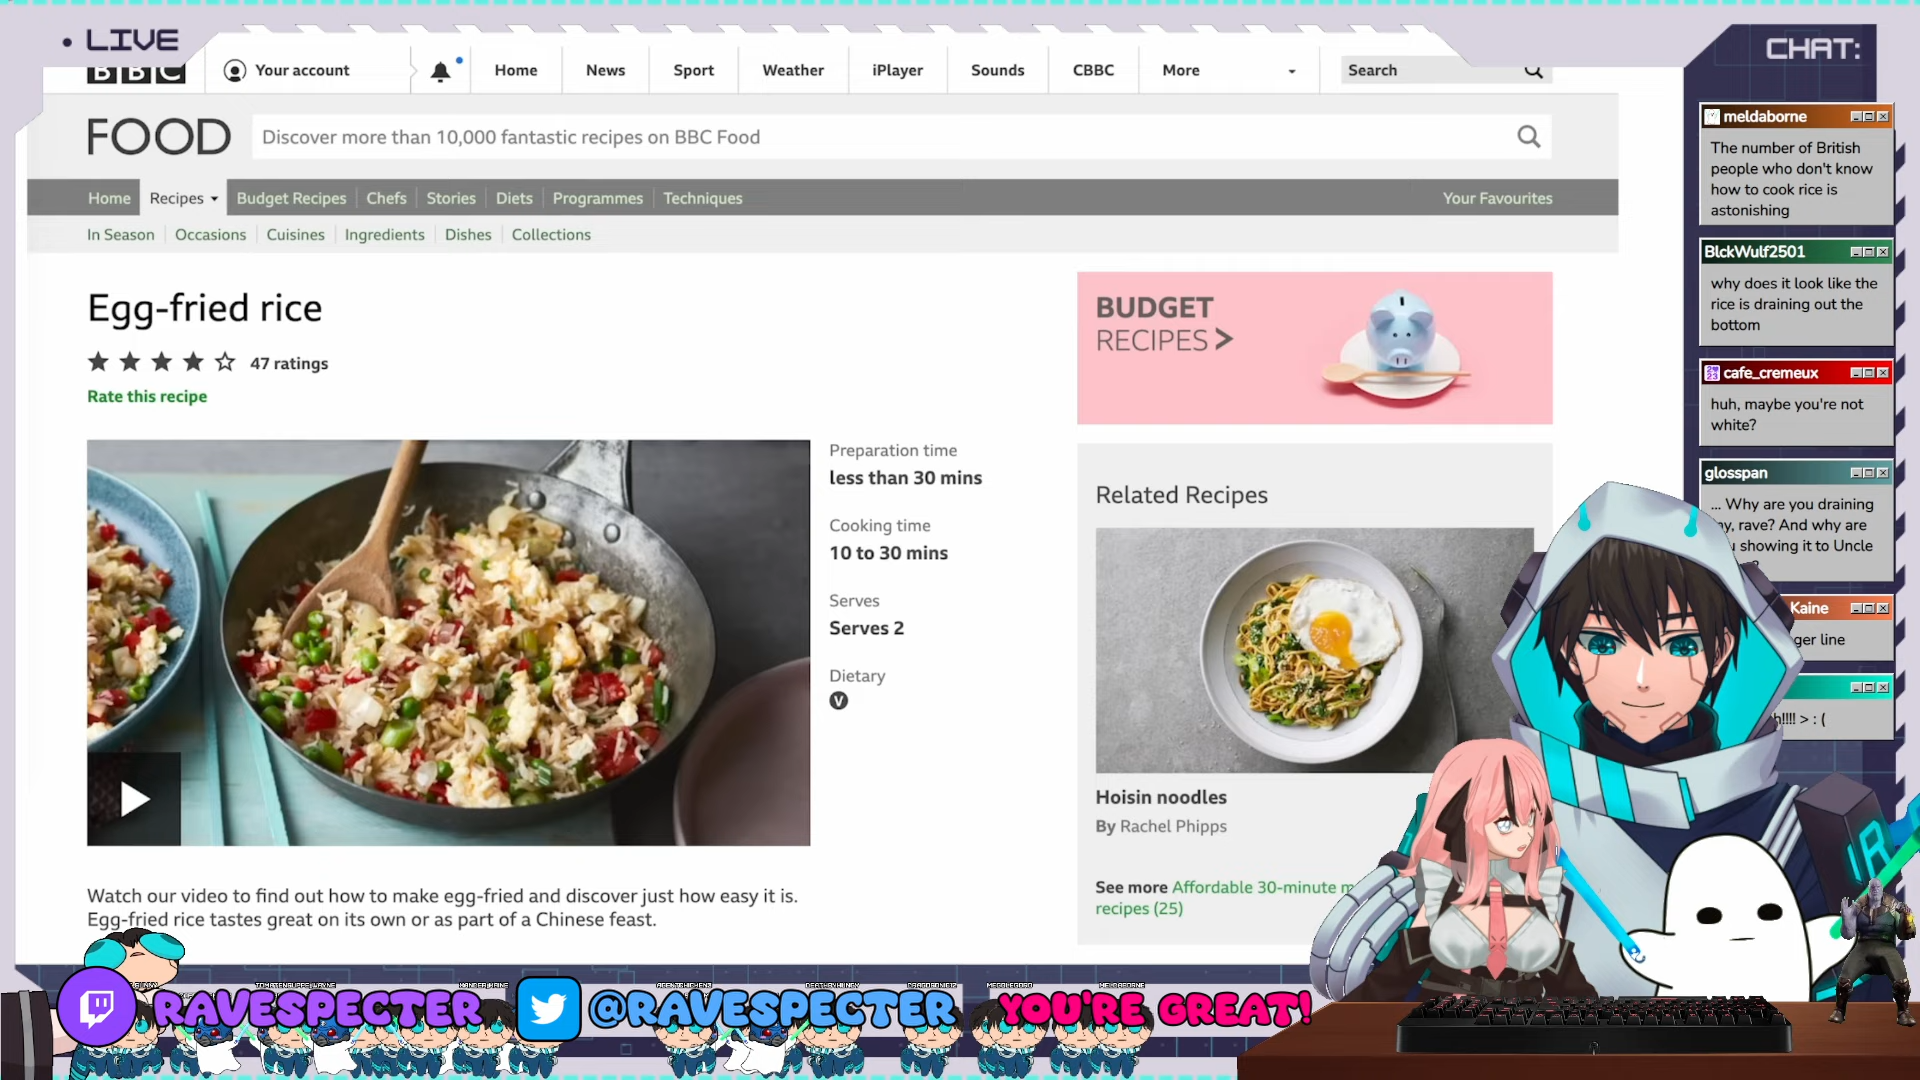 • LIVE
CHAT:
BBC
Your account
Home
News
Sport
Weather
iPlayer
Sounds
CBBC
More
Search
FOOD
Discover more than 10,000 fantastic recipes on BBC Food
Home
Recipes
Budget Recipes
Chefs
Stories
Diets
Programmes
Techniques
Your Favourites
In Season
Occasions
Cuisines
Ingredients
Dishes
Collections
Egg-fried rice
47 ratings
Rate this recipe
Preparation time
less than 30 mins
Cooking time
10 to 30 mins
Serves
Serves 2
Dietary
V
Watch our video to find out how to make egg-fried and discover just how easy it is.
Egg-fried rice tastes great on its own or as part of a Chinese feast.
BUDGET
RECIPES >
Related Recipes
Hoisin noodles
By Rachel Phipps
See more Affordable 30-minute
recipes (25)
meldaborne
The number of British
people who don't know
how to cook rice is
astonishing
BlckWulf2501
why does it look like the
rice is draining out the
bottom
cafe_cremeux
huh, maybe you're not
white?
glosspan
... Why are you draining
rave? And why are
showing it to Uncle
Kaine
line
> : (
RAVESPECTER
@RAVESPECTER
YOU'RE GREAT!